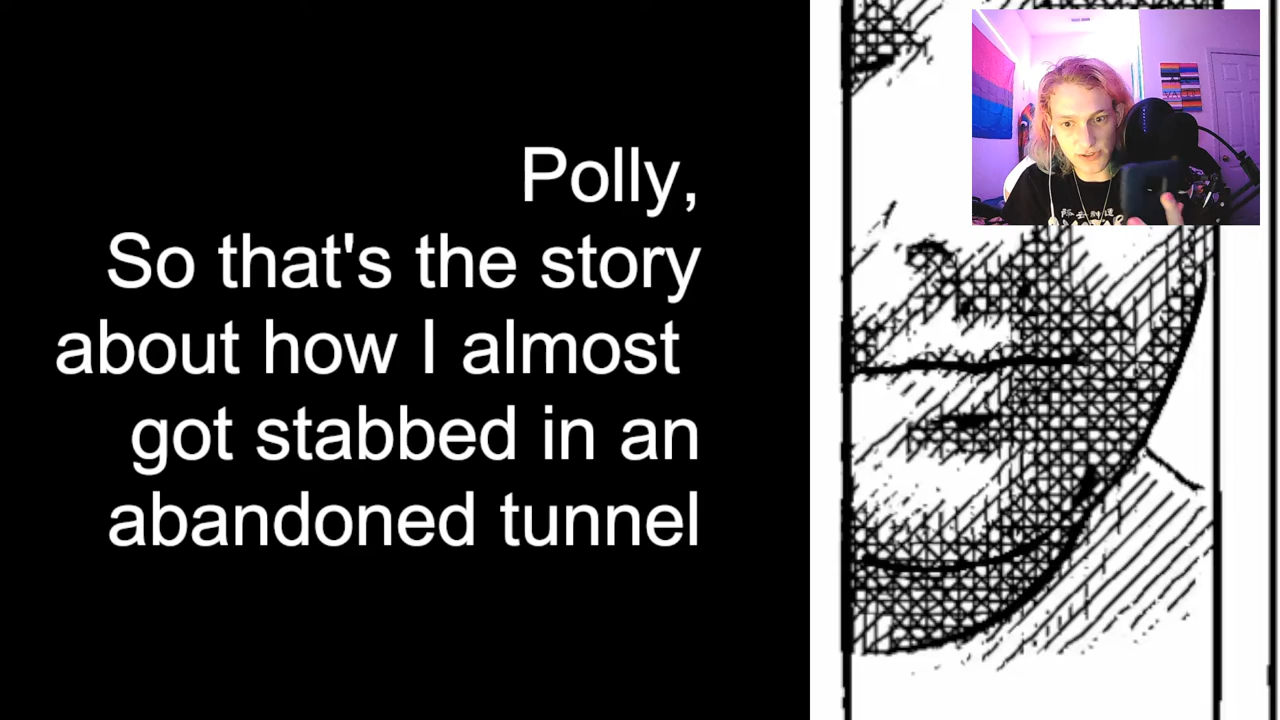 Polly,
So that's the story
about how I almost
got stabbed in an
abandoned tunnel